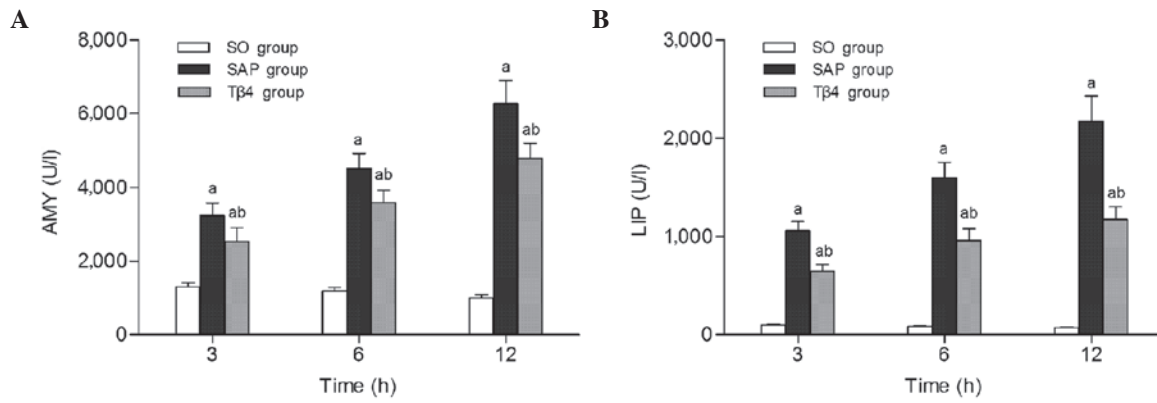 A
AMY (U/l)
8,000
6,000
4,000
2,000
0
SO group
SAP group
Tβ4 group
a
ab
a
ab
a
ab
3
6
12
Time (h)
B
LIP (U/l)
3,000
2,000
1,000
0
SO group
SAP group
Tβ4 group
a
ab
a
ab
a
ab
3
6
12
Time (h)